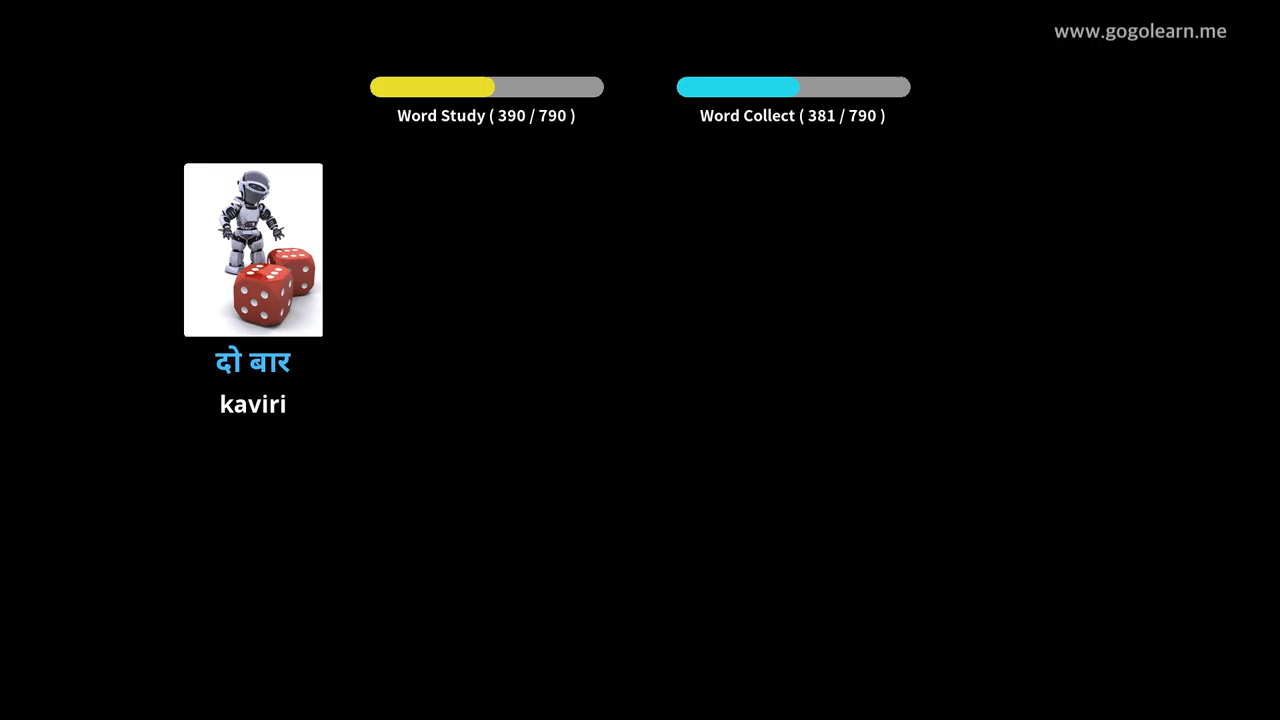 www.gogolearn.me
Word Study ( 390 / 790 )
Word Collect ( 381 / 790 )
दो बार
kaviri